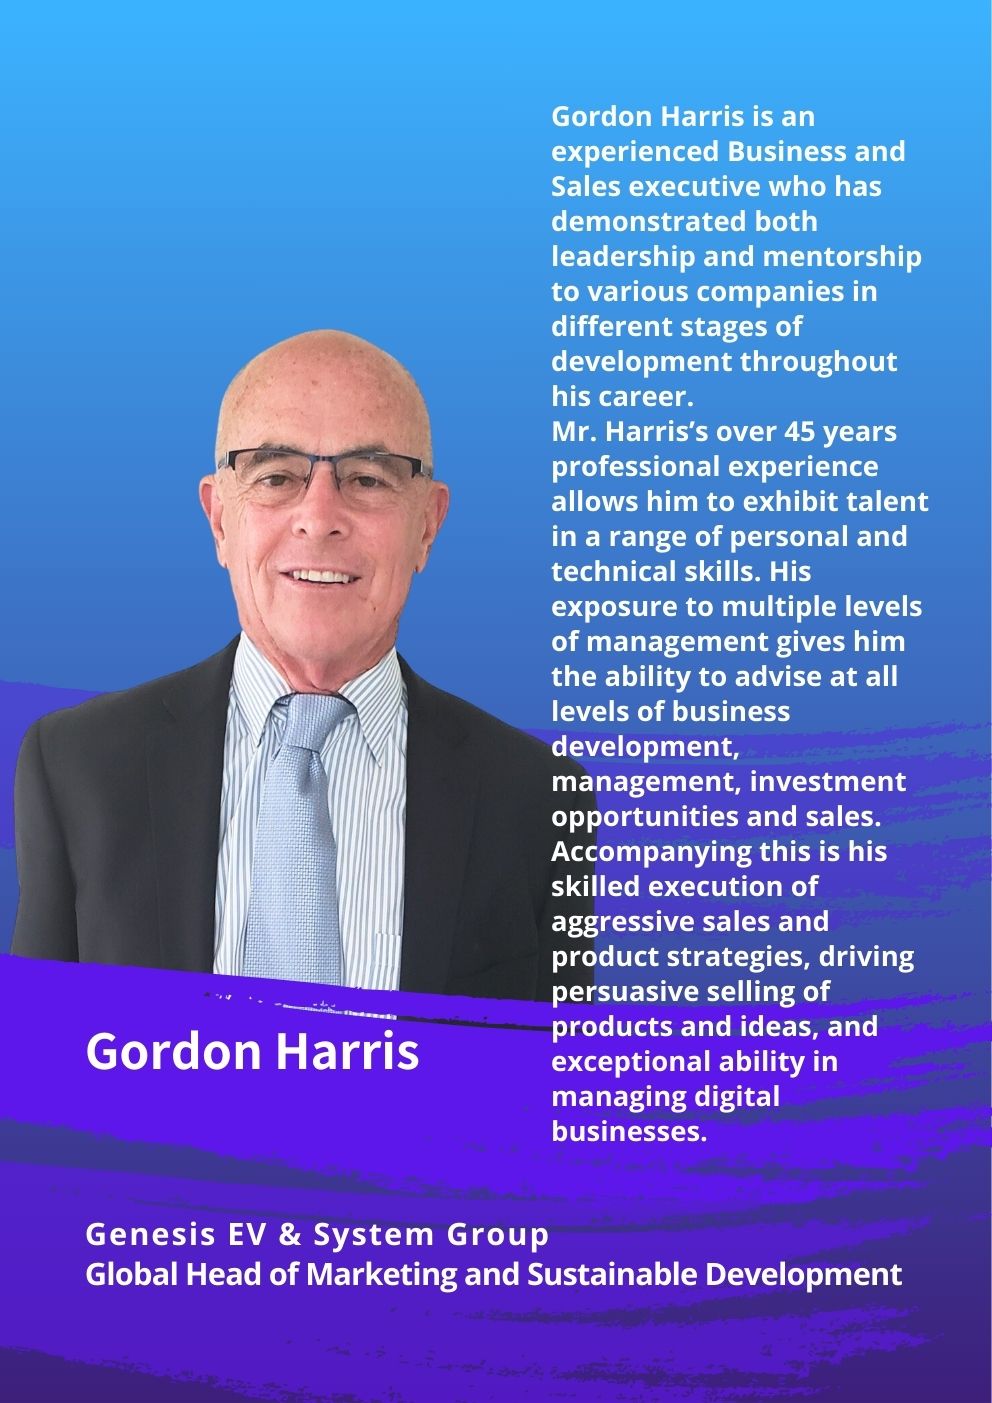 Gordon Harris is an
experienced Business and
Sales executive who has
demonstrated both
leadership and mentorship
to various companies in
different stages of
development throughout
his career.
Mr. Harris’s over 45 years
professional experience
allows him to exhibit talent
in a range of personal and
technical skills. His
exposure to multiple levels
of management gives him
the ability to advise at all
levels of business
development,
management, investment
opportunities and sales.
Accompanying this is his
skilled execution of
aggressive sales and
product strategies, driving
persuasive selling of
products and ideas, and
exceptional ability in
managing digital
businesses.
Gordon Harris
Genesis EV & System Group
Global Head of Marketing and Sustainable Development